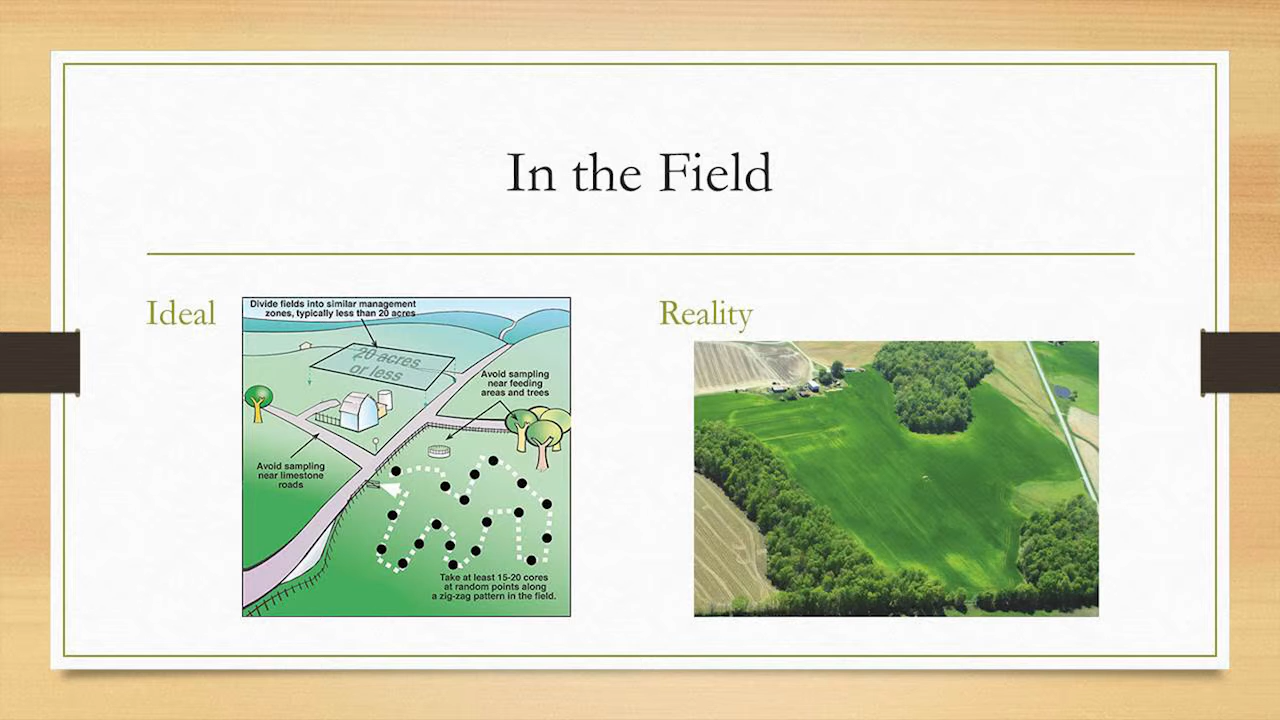 In the Field
Ideal
Divide fields into similar management
zones, typically less than 20 acres
20 acres
or less
Avoid sampling
near feeding
areas and trees
Avoid sampling
near limestone
roads
Take at least 15-20 cores
at random points along
a zig-zag pattern in the field.
Reality